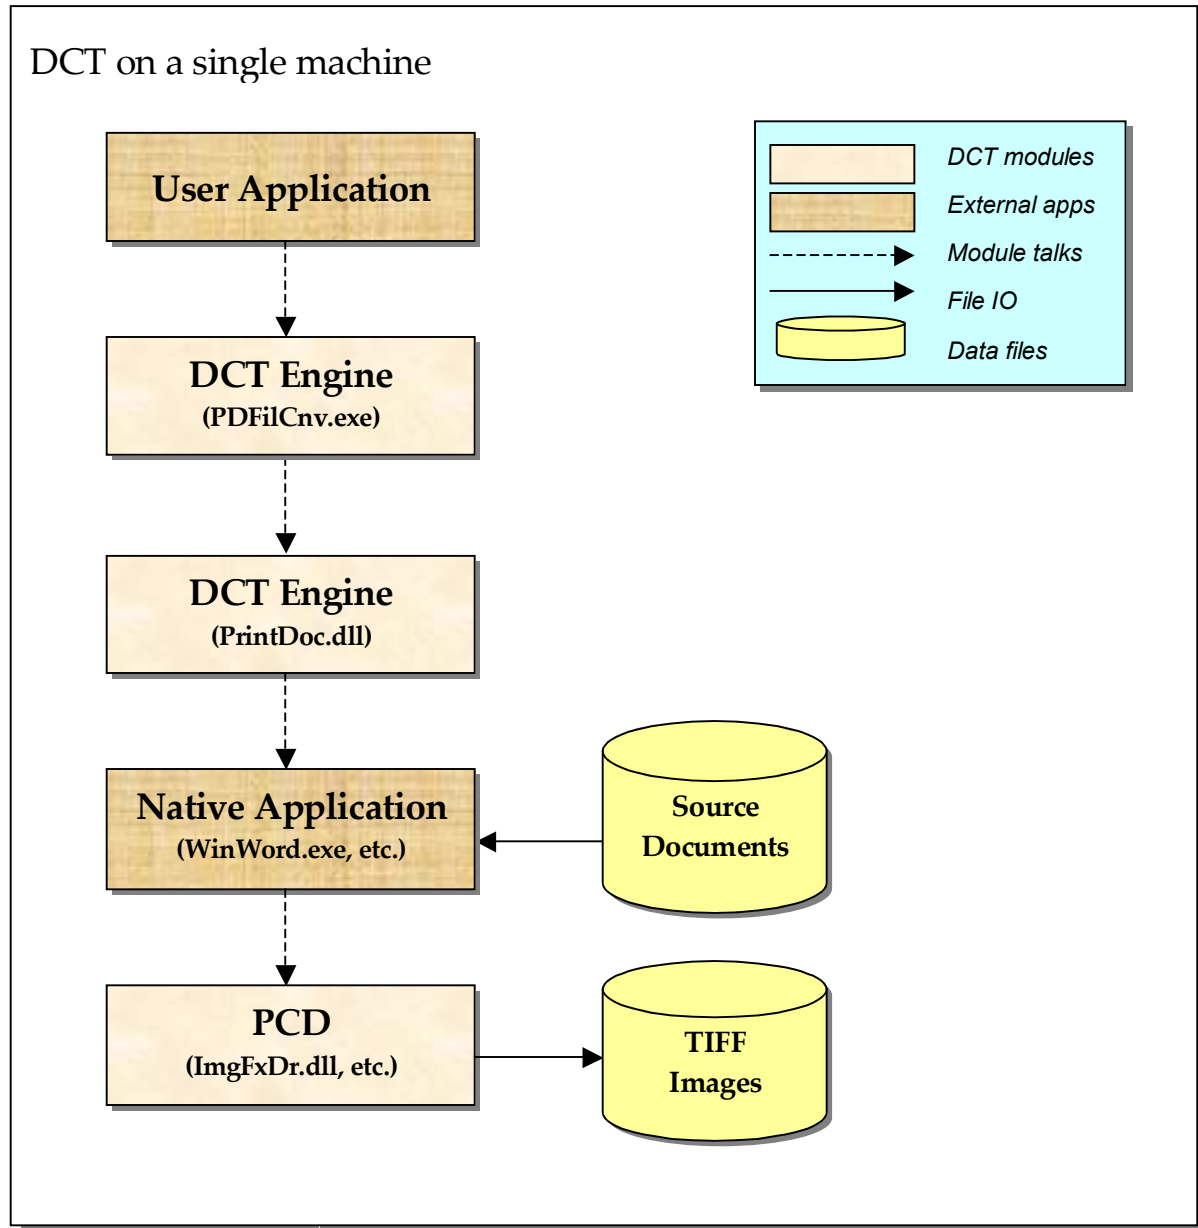 DCT on a single machine
User Application
DCT modules
External apps
Module talks
File IO
Data files
DCT Engine
(PDFilCnv.exe)
DCT Engine
(PrintDoc.dll)
Native Application
(WinWord.exe, etc.)
Source
Documents
PCD
(ImgFxDr.dll, etc.)
TIFF
Images